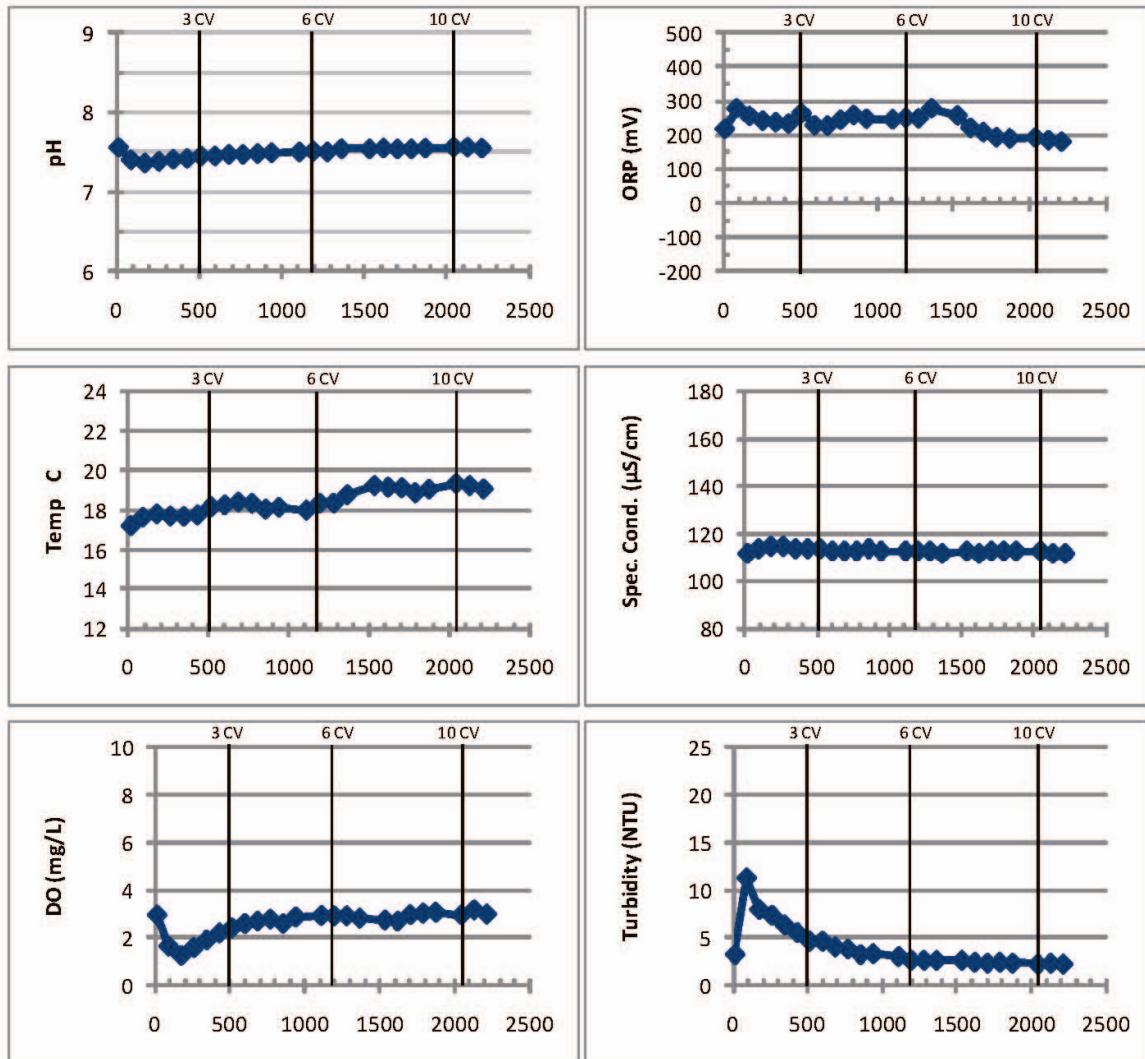 3 CV 6 CV 10 CV
9
8
7
6
pH
0 500 1000 1500 2000 2500
3 CV 6 CV 10 CV
500
400
300
200
100
0
-100
-200
ORP (mV)
0 500 1000 1500 2000 2500
3 CV 6 CV 10 CV
24
22
20
18
16
14
12
Temp C
0 500 1000 1500 2000 2500
3 CV 6 CV 10 CV
180
160
140
120
100
80
Spec. Cond. (µS/cm)
0 500 1000 1500 2000 2500
3 CV 6 CV 10 CV
10
8
6
4
2
0
DO (mg/L)
0 500 1000 1500 2000 2500
3 CV 6 CV 10 CV
25
20
15
10
5
0
Turbidity (NTU)
0 500 1000 1500 2000 2500